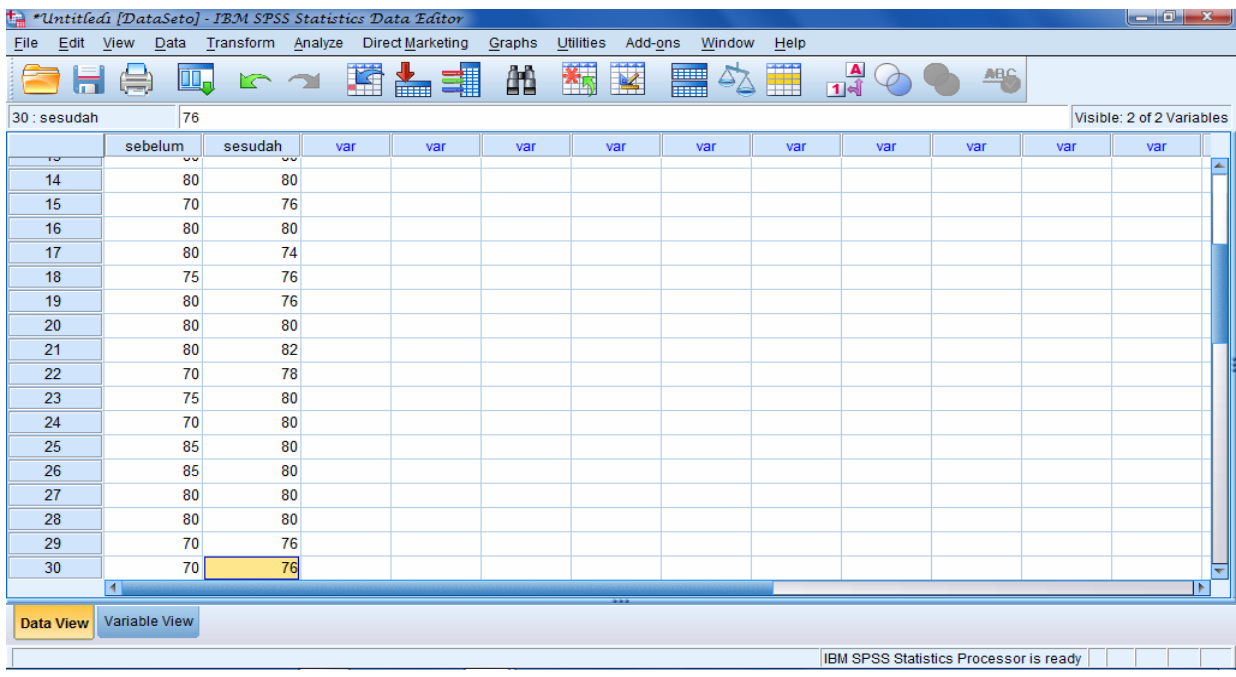 *Untitled1 [DataSet0] - IBM SPSS Statistics Data Editor
File Edit View Data Transform Analyze Direct Marketing Graphs Utilities Add-ons Window Help
30 : sesudah 76 Visible: 2 of 2 Variables
sebelum sesudah var var var var var var var var var var
14 80 80
15 70 76
16 80 80
17 80 74
18 75 76
19 80 76
20 80 80
21 80 82
22 70 78
23 75 80
24 70 80
25 85 80
26 85 80
27 80 80
28 80 80
29 70 76
30 70 76
Data View Variable View
IBM SPSS Statistics Processor is ready